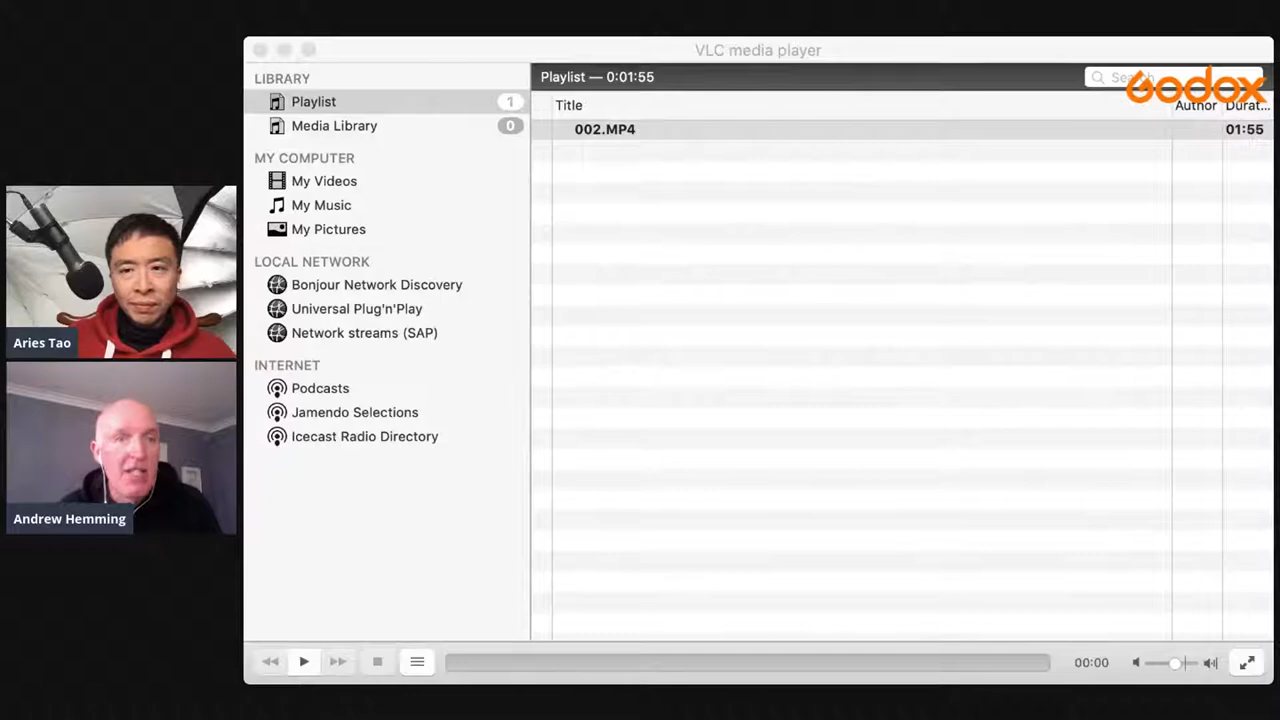 VLC media player
Godox
LIBRARY
Playlist
1
Media Library
0
MY COMPUTER
My Videos
My Music
My Pictures
LOCAL NETWORK
Bonjour Network Discovery
Universal Plug'n'Play
Network streams (SAP)
INTERNET
Podcasts
Jamendo Selections
Icecast Radio Directory
Playlist — 0:01:55
Title
Author
Durat...
002.MP4
01:55
Aries Tao
Andrew Hemming
00:00